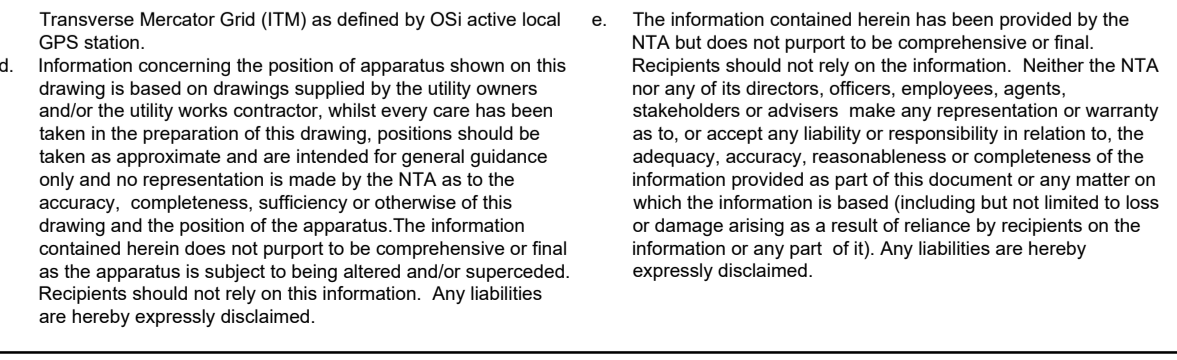 Transverse Mercator Grid (ITM) as defined by OSi active local
GPS station.
d. Information concerning the position of apparatus shown on this
drawing is based on drawings supplied by the utility owners
and/or the utility works contractor, whilst every care has been
taken in the preparation of this drawing, positions should be
taken as approximate and are intended for general guidance
only and no representation is made by the NTA as to the
accuracy, completeness, sufficiency or otherwise of this
drawing and the position of the apparatus.The information
contained herein does not purport to be comprehensive or final
as the apparatus is subject to being altered and/or superceded.
Recipients should not rely on this information. Any liabilities
are hereby expressly disclaimed.
e. The information contained herein has been provided by the
NTA but does not purport to be comprehensive or final.
Recipients should not rely on the information. Neither the NTA
nor any of its directors, officers, employees, agents,
stakeholders or advisers make any representation or warranty
as to, or accept any liability or responsibility in relation to, the
adequacy, accuracy, reasonableness or completeness of the
information provided as part of this document or any matter on
which the information is based (including but not limited to loss
or damage arising as a result of reliance by recipients on the
information or any part of it). Any liabilities are hereby
expressly disclaimed.